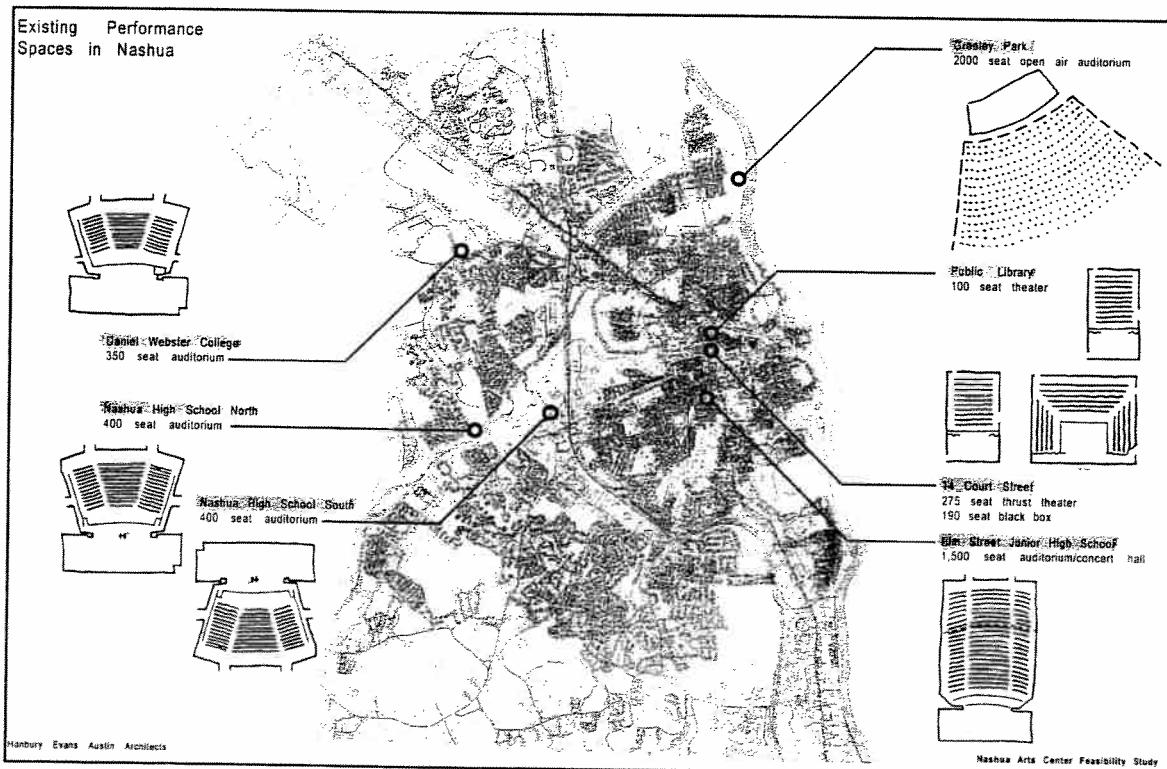 Existing Performance
Spaces in Nashua
Greeley Park
2000 seat open air auditorium
Public Library
100 seat theater
Daniel Webster College
350 seat auditorium
Nashua High School North
400 seat auditorium
Nashua High School South
400 seat auditorium
14 Court Street
275 seat thrust theater
190 seat black box
Elm Street Junior High School
1,500 seat auditorium/concert hall
Hanbury Evans Austin Architects
Nashua Arts Center Feasibility Study